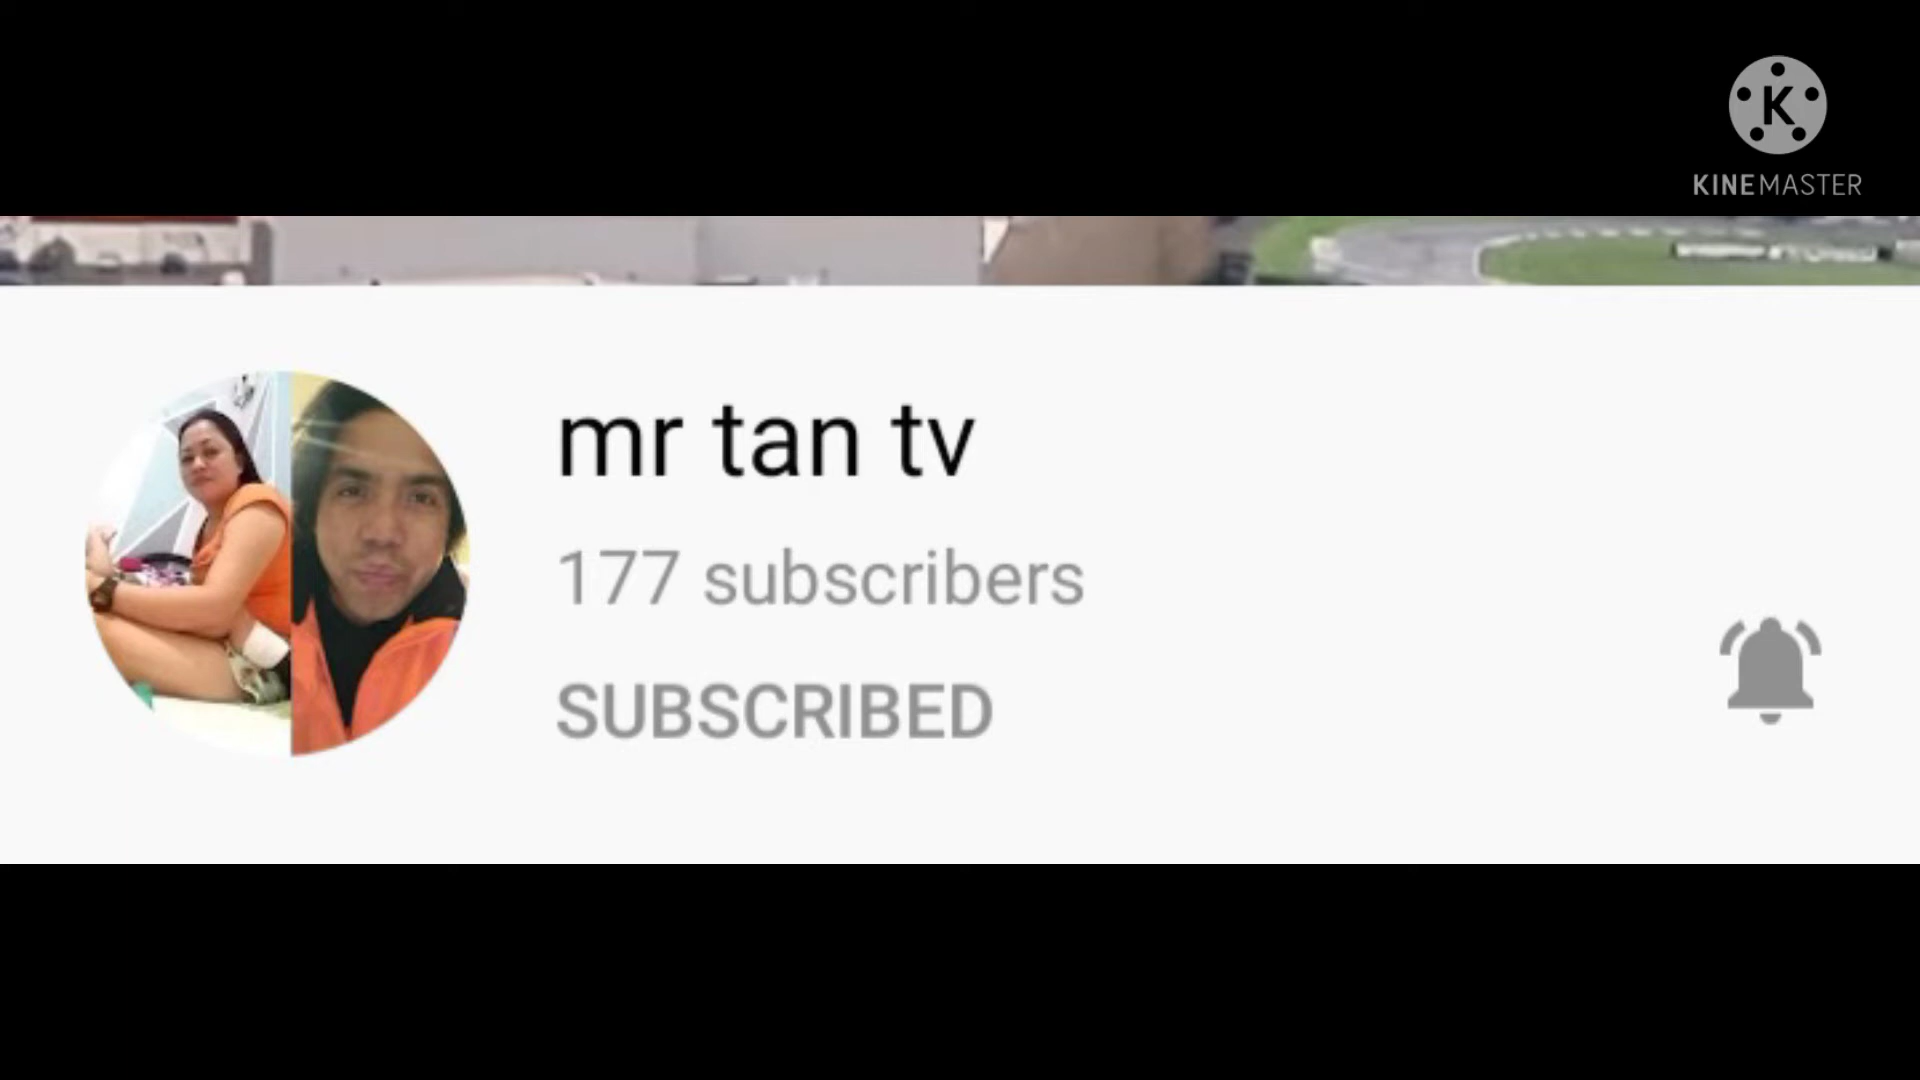 K
KINEMASTER
mr tan tv
177 subscribers
SUBSCRIBED